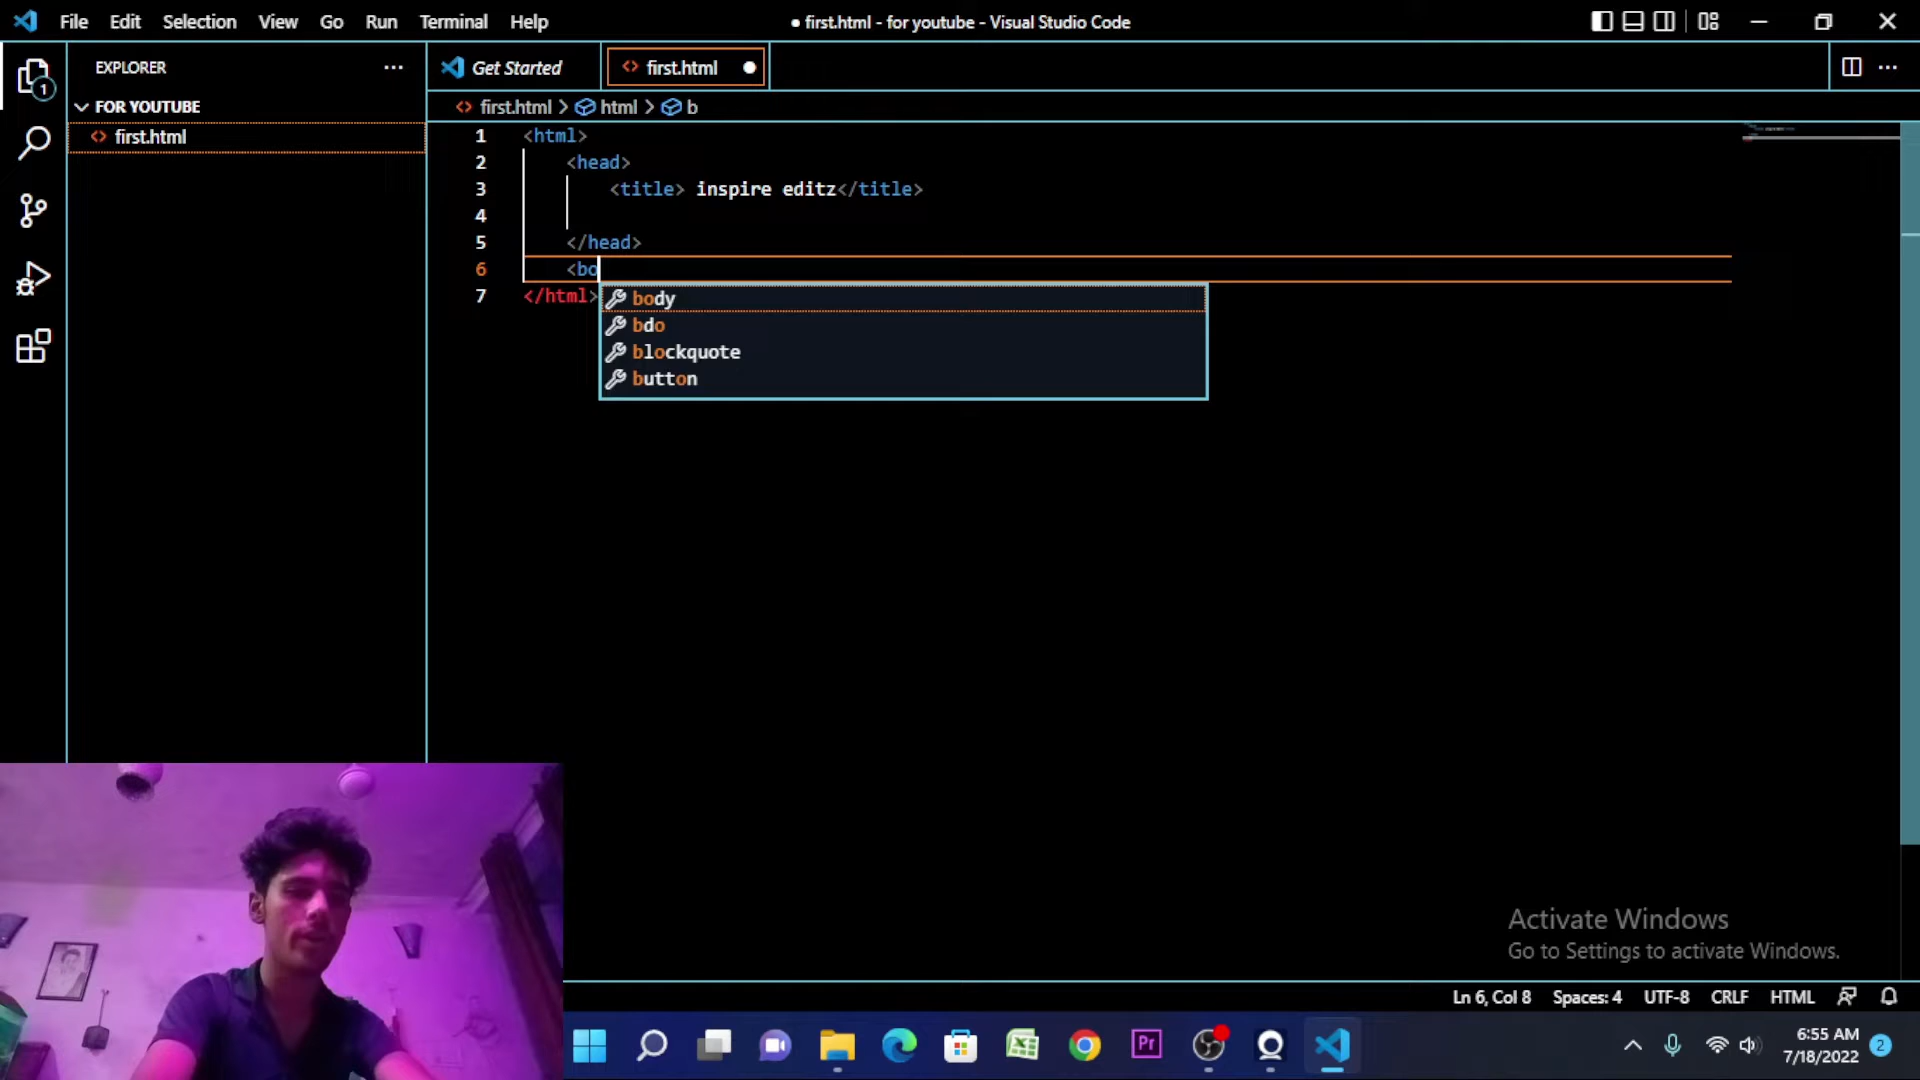 File Edit Selection View Go Run Terminal Help
● first.html - for youtube - Visual Studio Code
EXPLORER
Get Started
first.html
1
FOR YOUTUBE
first.html > html > b
first.html
1 <html>
2 <head>
3 <title> inspire editz</title>
4
5 </head>
6 <bo
7 </html>
body
bdo
blockquote
button
Activate Windows
Go to Settings to activate Windows.
Ln 6, Col 8 Spaces: 4 UTF-8 CRLF HTML
Pr
6:55 AM
7/18/2022
2